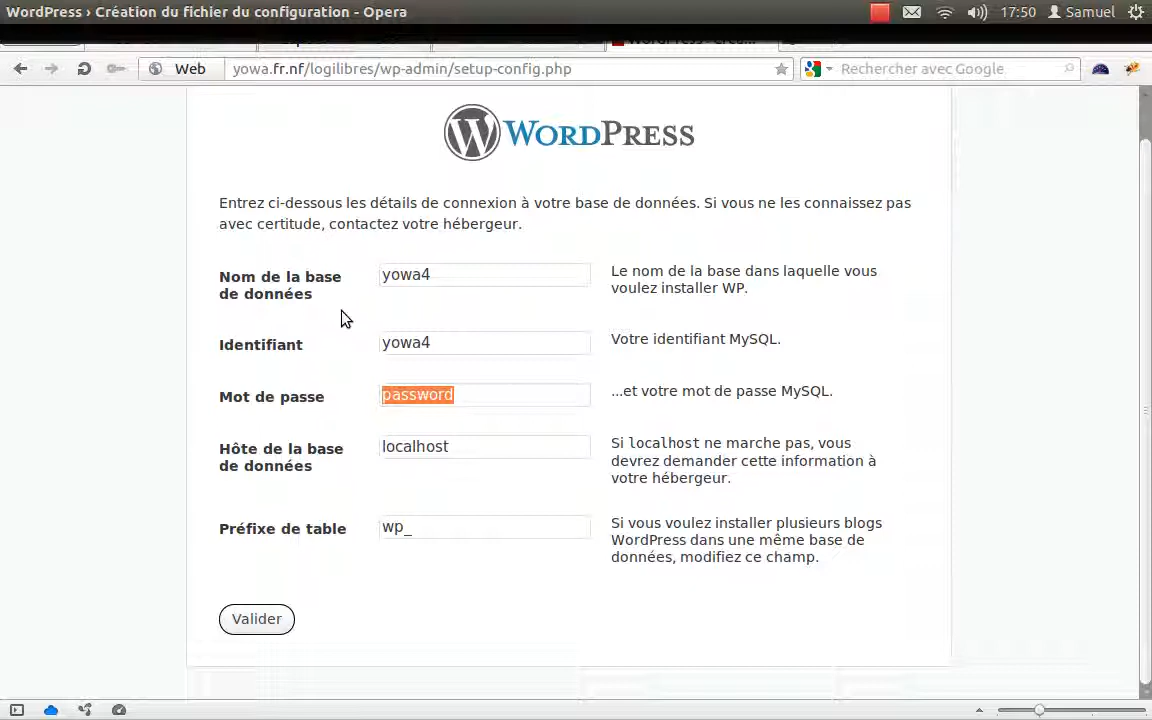 WordPress › Création du fichier du configuration - Opera
17:50 Samuel
Web yowa.fr.nf/logilibres/wp-admin/setup-config.php Rechercher avec Google
WORDPRESS
Entrez ci-dessous les détails de connexion à votre base de données. Si vous ne les connaissez pas
avec certitude, contactez votre hébergeur.
Nom de la base
de données
yowa4
Le nom de la base dans laquelle vous
voulez installer WP.
Identifiant
yowa4
Votre identifiant MySQL.
Mot de passe
password
...et votre mot de passe MySQL.
Hôte de la base
de données
localhost
Si localhost ne marche pas, vous
devrez demander cette information à
votre hébergeur.
Préfixe de table
wp_
Si vous voulez installer plusieurs blogs
WordPress dans une même base de
données, modifiez ce champ.
Valider